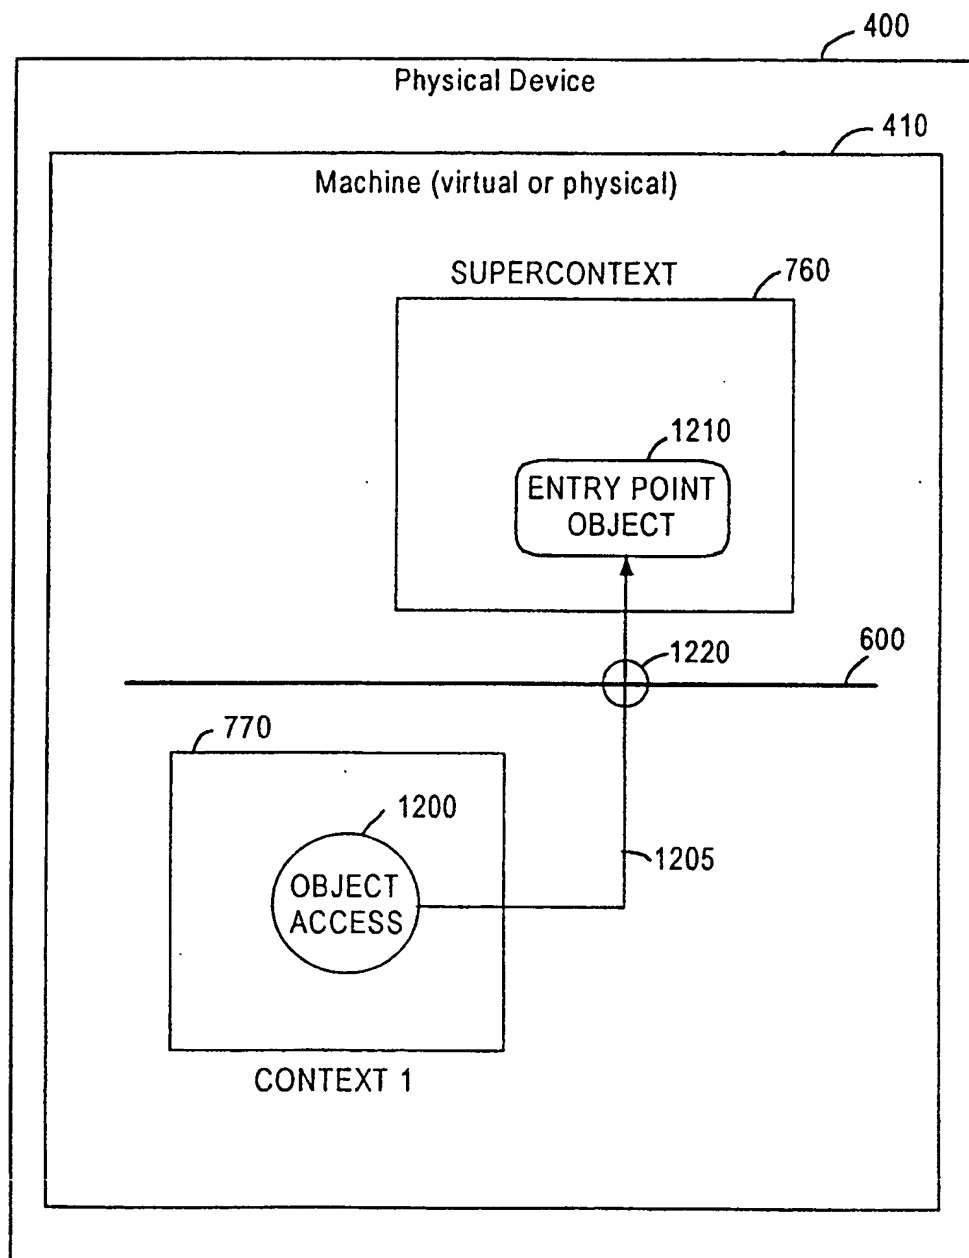 400
Physical Device
410
Machine (virtual or physical)
SUPERCONTEXT
760
1210
ENTRY POINT
OBJECT
1220
600
770
1200
OBJECT
ACCESS
1205
CONTEXT 1